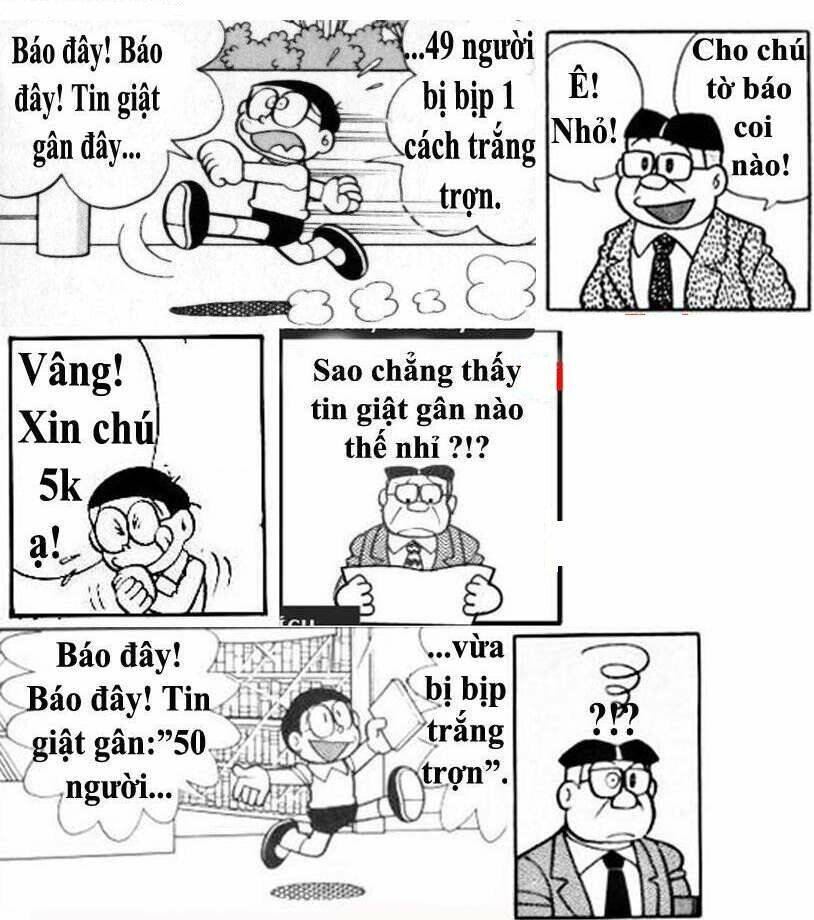 Báo đây! Báo
đây! Tin giật
gân đây...
...49 người
bị bịp 1
cách trắng
trợn.
Ê!
Nhỏ!
Cho chú
tờ báo
coi
nào!
Vâng!
Xin chú
5k
ạ!
Sao chẳng thấy
tin giật gân nào
thế nhỉ ?!?
Báo đây!
Báo đây! Tin
giật gân:”50
người...
...vừa
bị bịp
trắng
trợn”.
?!?